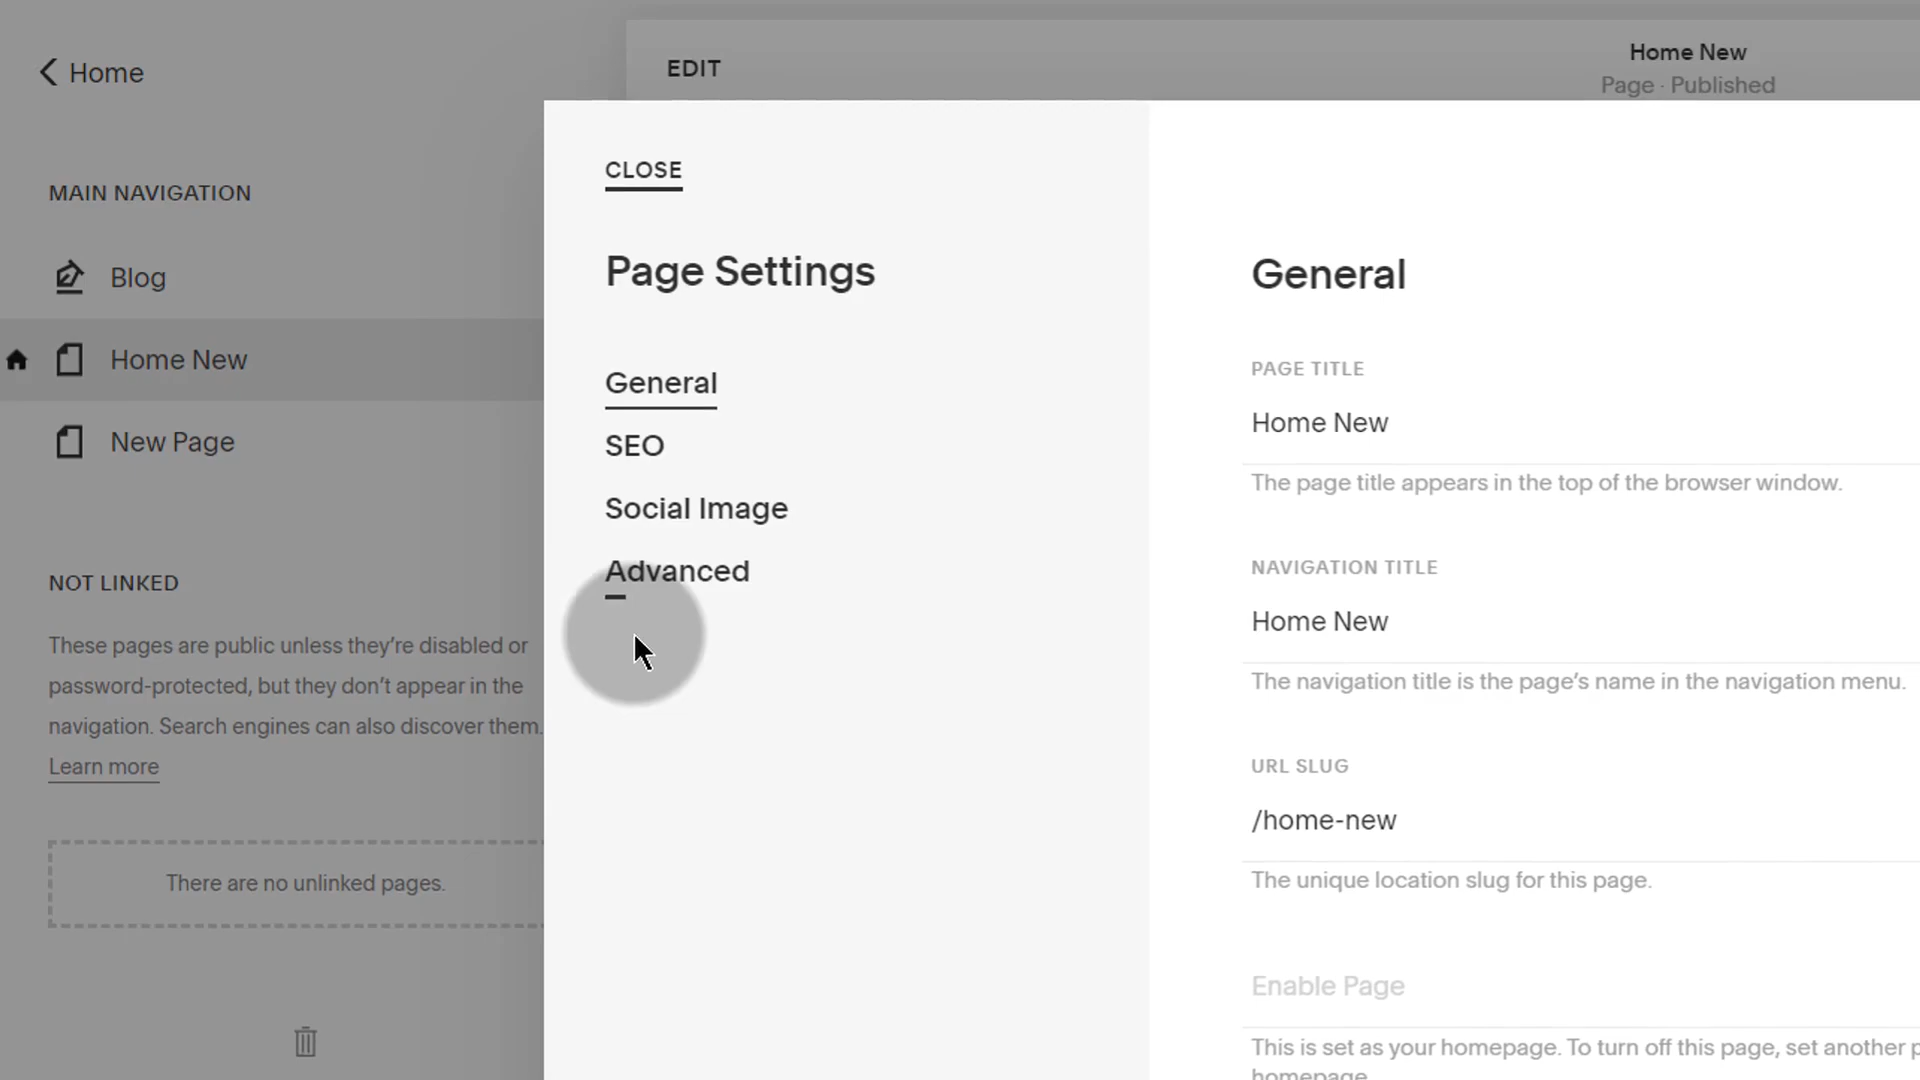 Home
MAIN NAVIGATION
Blog
Home New
New Page
NOT LINKED
These pages are public unless they’re disabled or
password-protected, but they don’t appear in the
navigation. Search engines can also discover them.
Learn more
There are no unlinked pages.
EDIT
Home New
Page · Published
CLOSE
Page Settings
General
SEO
Social Image
Advanced
General
PAGE TITLE
Home New
The page title appears in the top of the browser window.
NAVIGATION TITLE
Home New
The navigation title is the page’s name in the navigation menu.
URL SLUG
/home-new
The unique location slug for this page.
Enable Page
This is set as your homepage. To turn off this page, set another
homepage